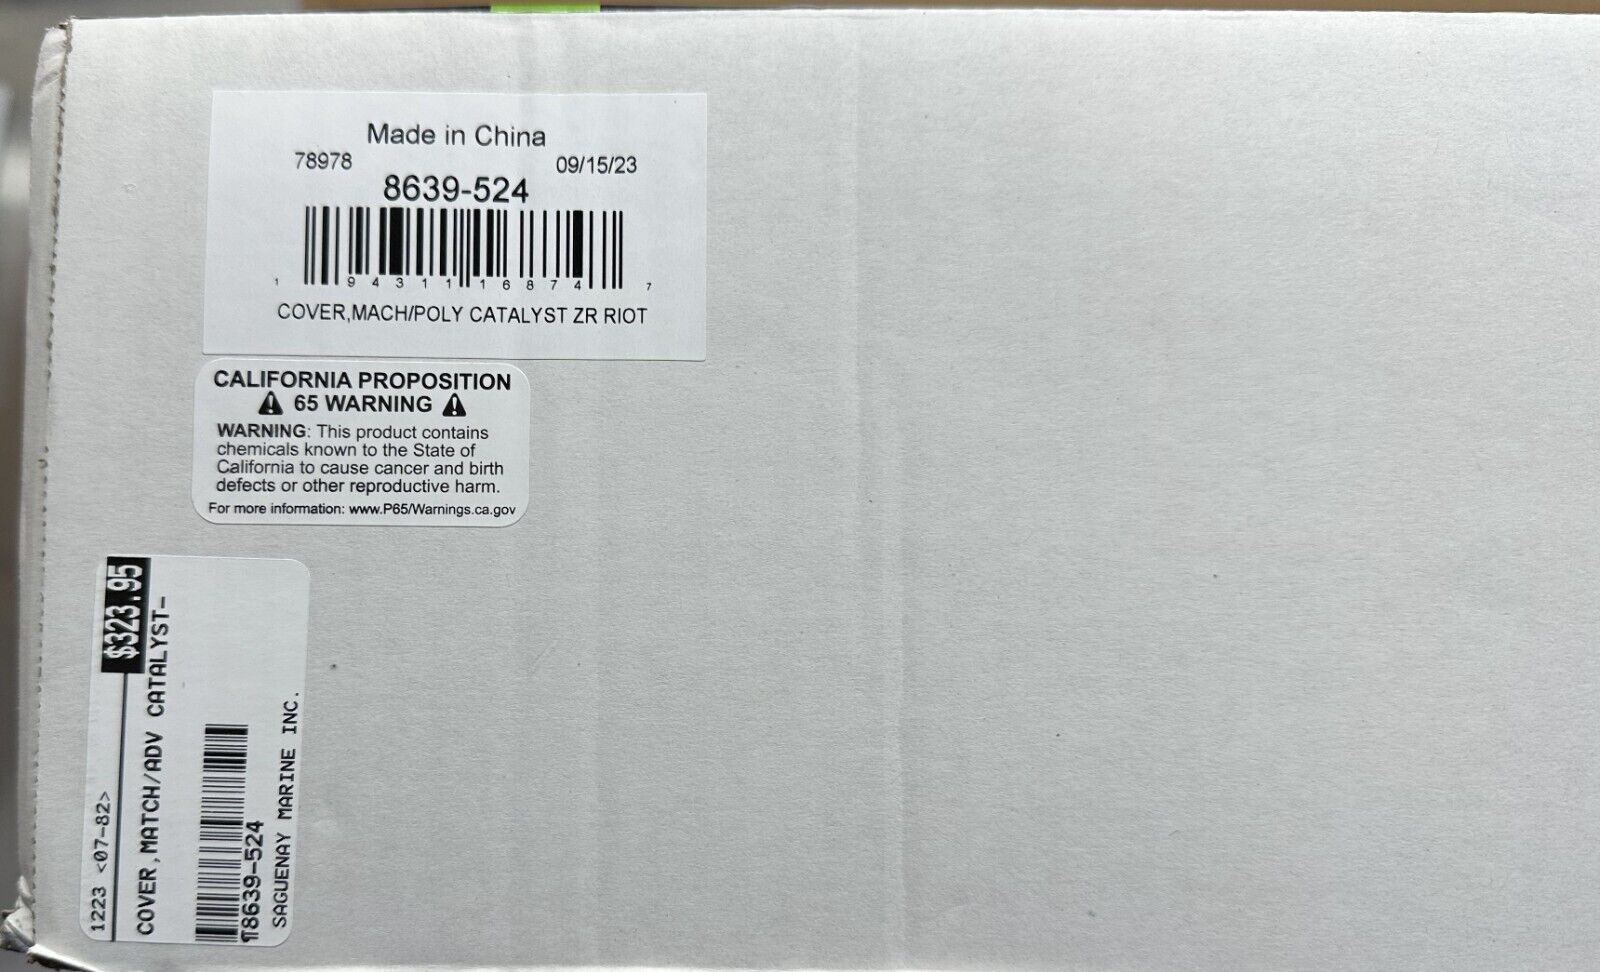 Made in China
78978 09/15/23
8639-524
1 94311 16874 7
COVER,MACH/POLY CATALYST ZR RIOT
CALIFORNIA PROPOSITION
⚠ 65 WARNING ⚠
WARNING: This product contains
chemicals known to the State of
California to cause cancer and birth
defects or other reproductive harm.
For more information: www.P65/Warnings.ca.gov
1223 <07-82> $323.95
COVER,MATCH/ADV CATALYST-
¶8639-524
SAGUENAY MARINE INC.